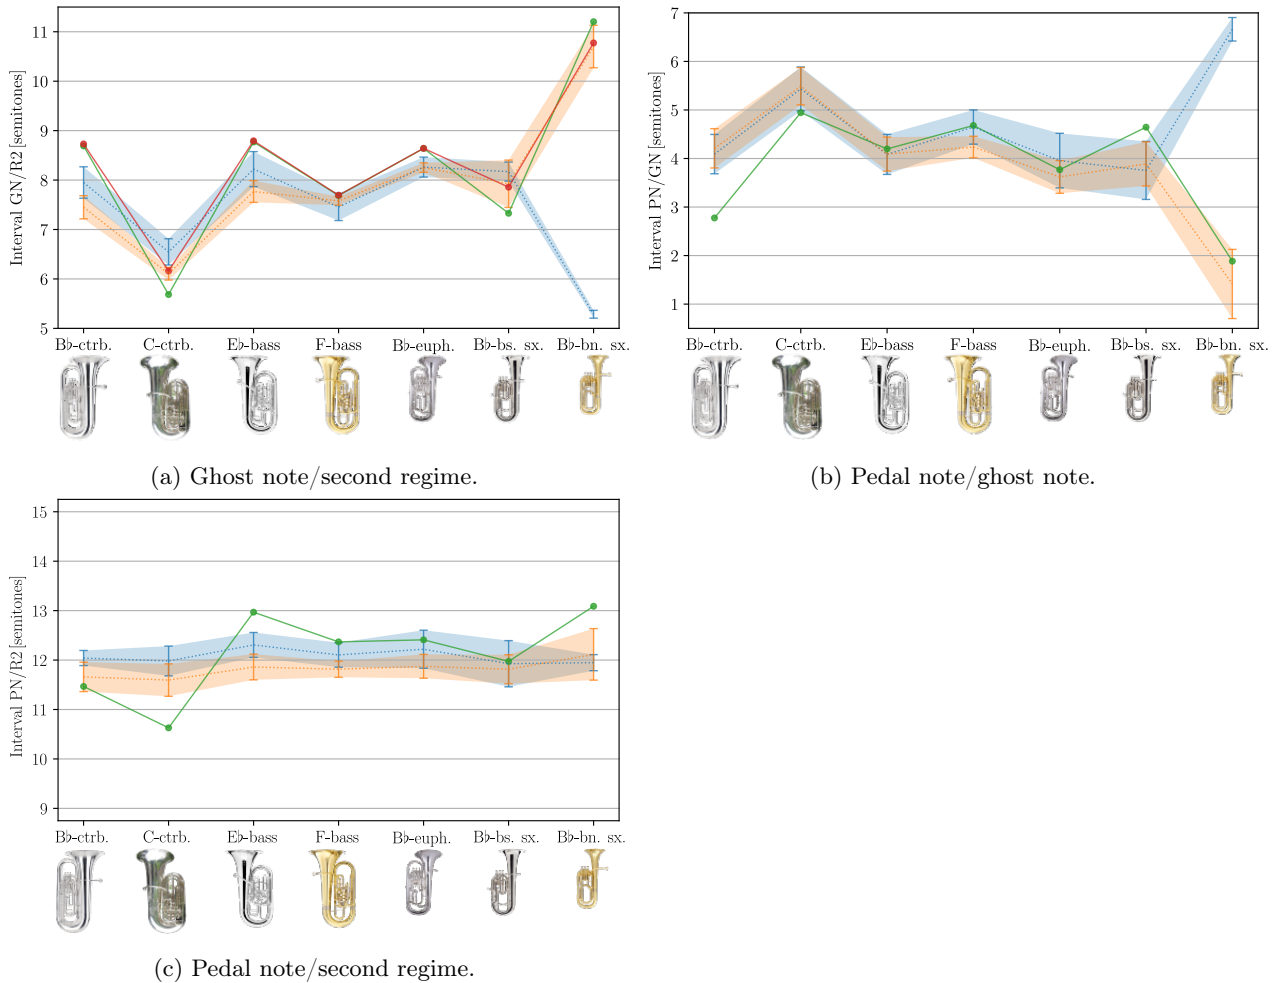 Interval GN/R2 [semitones]
11
10
9
8
7
6
5
B♭-ctrb. C-ctrb. E♭-bass F-bass B♭-euph. B♭-bs. sx. B♭-bn. sx.
(a) Ghost note/second regime.
Interval PN/GN [semitones]
7
6
5
4
3
2
1
B♭-ctrb. C-ctrb. E♭-bass F-bass B♭-euph. B♭-bs. sx. B♭-bn. sx.
(b) Pedal note/ghost note.
Interval PN/R2 [semitones]
15
14
13
12
11
10
9
B♭-ctrb. C-ctrb. E♭-bass F-bass B♭-euph. B♭-bs. sx. B♭-bn. sx.
(c) Pedal note/second regime.